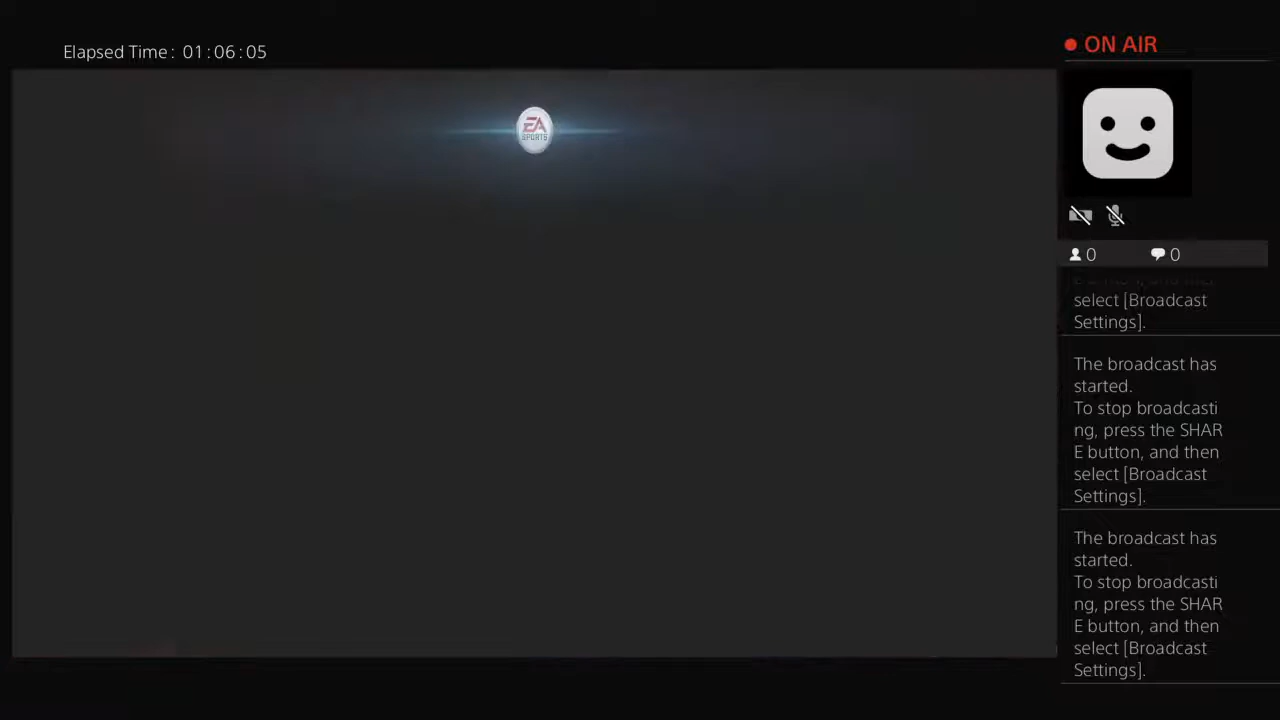 Elapsed Time: 01:06:05
ON AIR
EA
SPORTS
0 0
select [Broadcast
Settings].
The broadcast has
started.
To stop broadcasti
ng, press the SHAR
E button, and then
select [Broadcast
Settings].
The broadcast has
started.
To stop broadcasti
ng, press the SHAR
E button, and then
select [Broadcast
Settings].